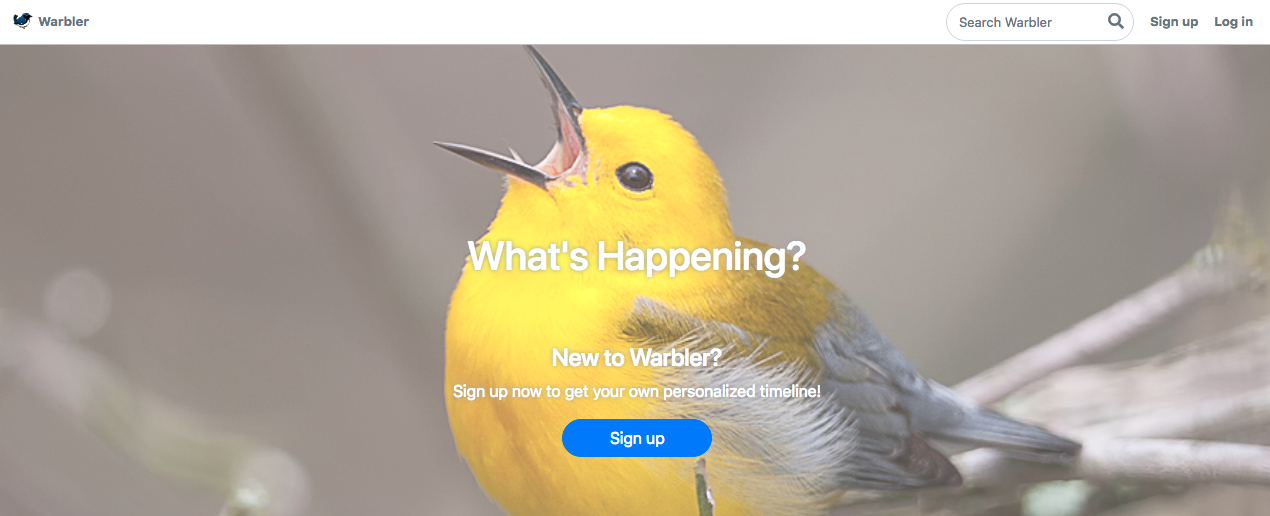 Warbler
Search Warbler
Sign up
Log in
What's Happening?
New to Warbler?
Sign up now to get your own personalized timeline!
Sign up